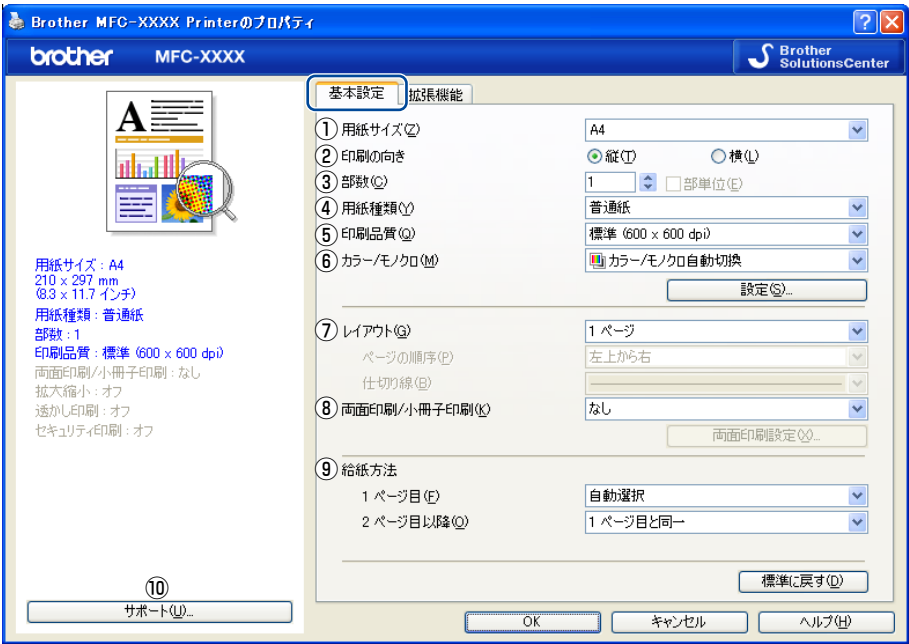 Brother MFC-XXXX Printerのプロパティ
brother MFC-XXXX
Brother
SolutionsCenter
基本設定 拡張機能
① 用紙サイズ(Z) A4
② 印刷の向き 縦(T) 横(L)
③ 部数(C) 1 部単位(E)
④ 用紙種類(Y) 普通紙
⑤ 印刷品質(Q) 標準 (600 x 600 dpi)
⑥ カラー/モノクロ(M) カラー/モノクロ自動切換
設定(S)...
⑦ レイアウト(G) 1 ページ
ページの順序(P) 左上から右
仕切り線(B)
⑧ 両面印刷/小冊子印刷(K) なし
両面印刷設定(X)...
⑨ 給紙方法
1 ページ目(F) 自動選択
2 ページ目以降(O) 1 ページ目と同一
標準に戻す(D)
用紙サイズ : A4
210 x 297 mm
(8.3 x 11.7 インチ)
用紙種類 : 普通紙
部数 : 1
印刷品質 : 標準 (600 x 600 dpi)
両面印刷/小冊子印刷 : なし
拡大縮小 : オフ
透かし印刷 : オフ
セキュリティ印刷 : オフ
⑩
サポート(U)...
OK キャンセル ヘルプ(H)